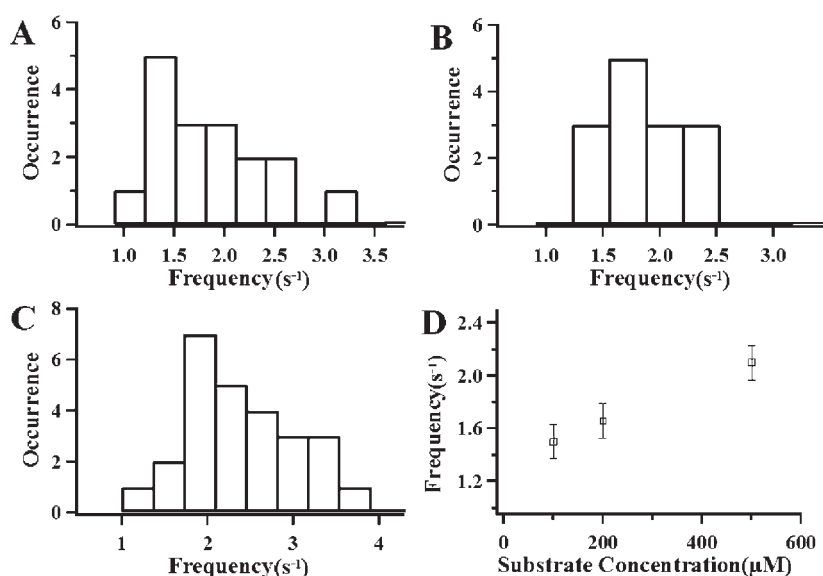 A
6
4
2
0
Occurrence
1.0 1.5 2.0 2.5 3.0 3.5
Frequency(s⁻¹)
B
6
4
2
0
Occurrence
1.0 1.5 2.0 2.5 3.0
Frequency(s⁻¹)
C
8
6
4
2
0
Occurrence
1 2 3 4
Frequency(s⁻¹)
D
2.4
2.0
1.6
1.2
Frequency(s⁻¹)
0 200 400 600
Substrate Concentration(μM)